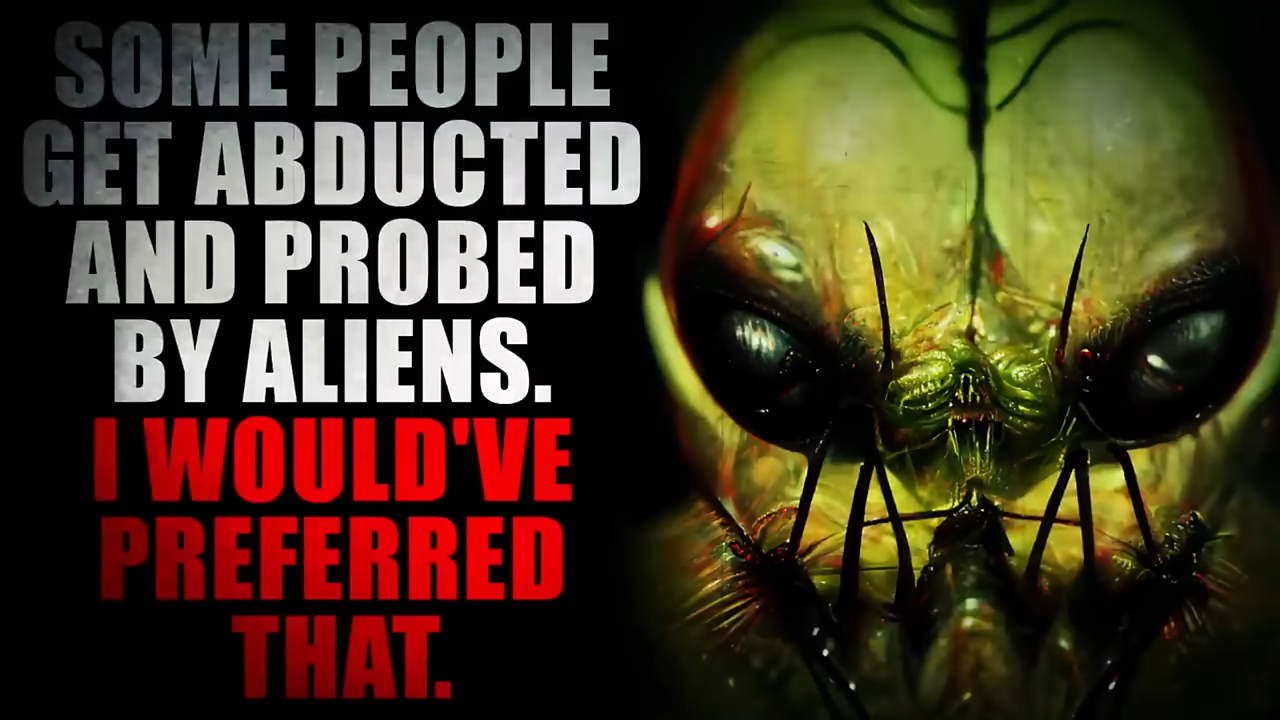 SOME PEOPLE
GET ABDUCTED
AND PROBED
BY ALIENS.
I WOULD'VE
PREFERRED
THAT.